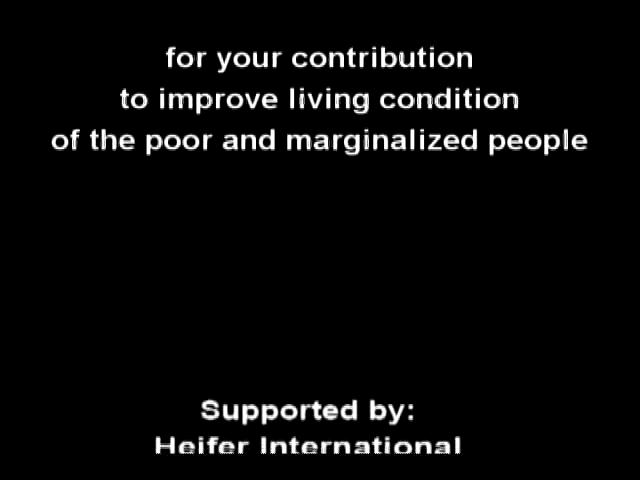 for your contribution
to improve living condition
of the poor and marginalized people
Supported by:
Heifer International